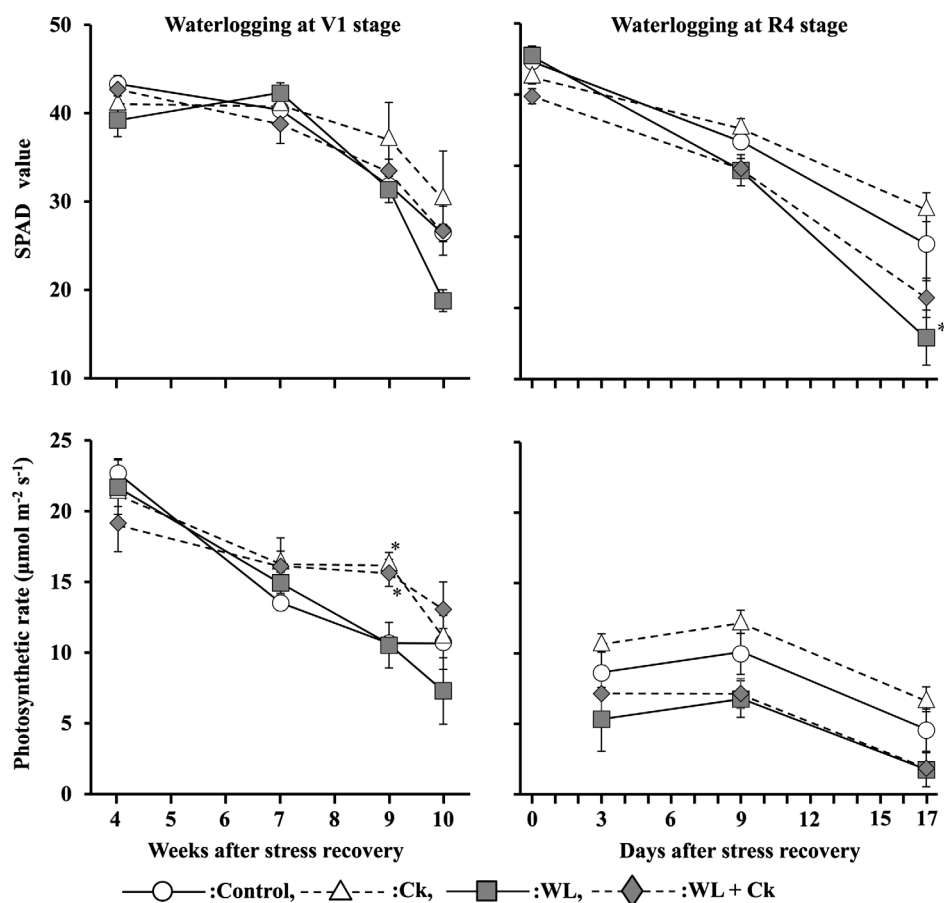 Waterlogging at V1 stage
Waterlogging at R4 stage
SPAD value
50
40
30
20
10
*
Photosynthetic rate (μmol m⁻² s⁻¹)
25
20
15
10
5
0
*
*
4 5 6 7 8 9 10
0 3 6 9 12 15 17
Weeks after stress recovery
Days after stress recovery
:Control, :Ck, :WL, :WL + Ck